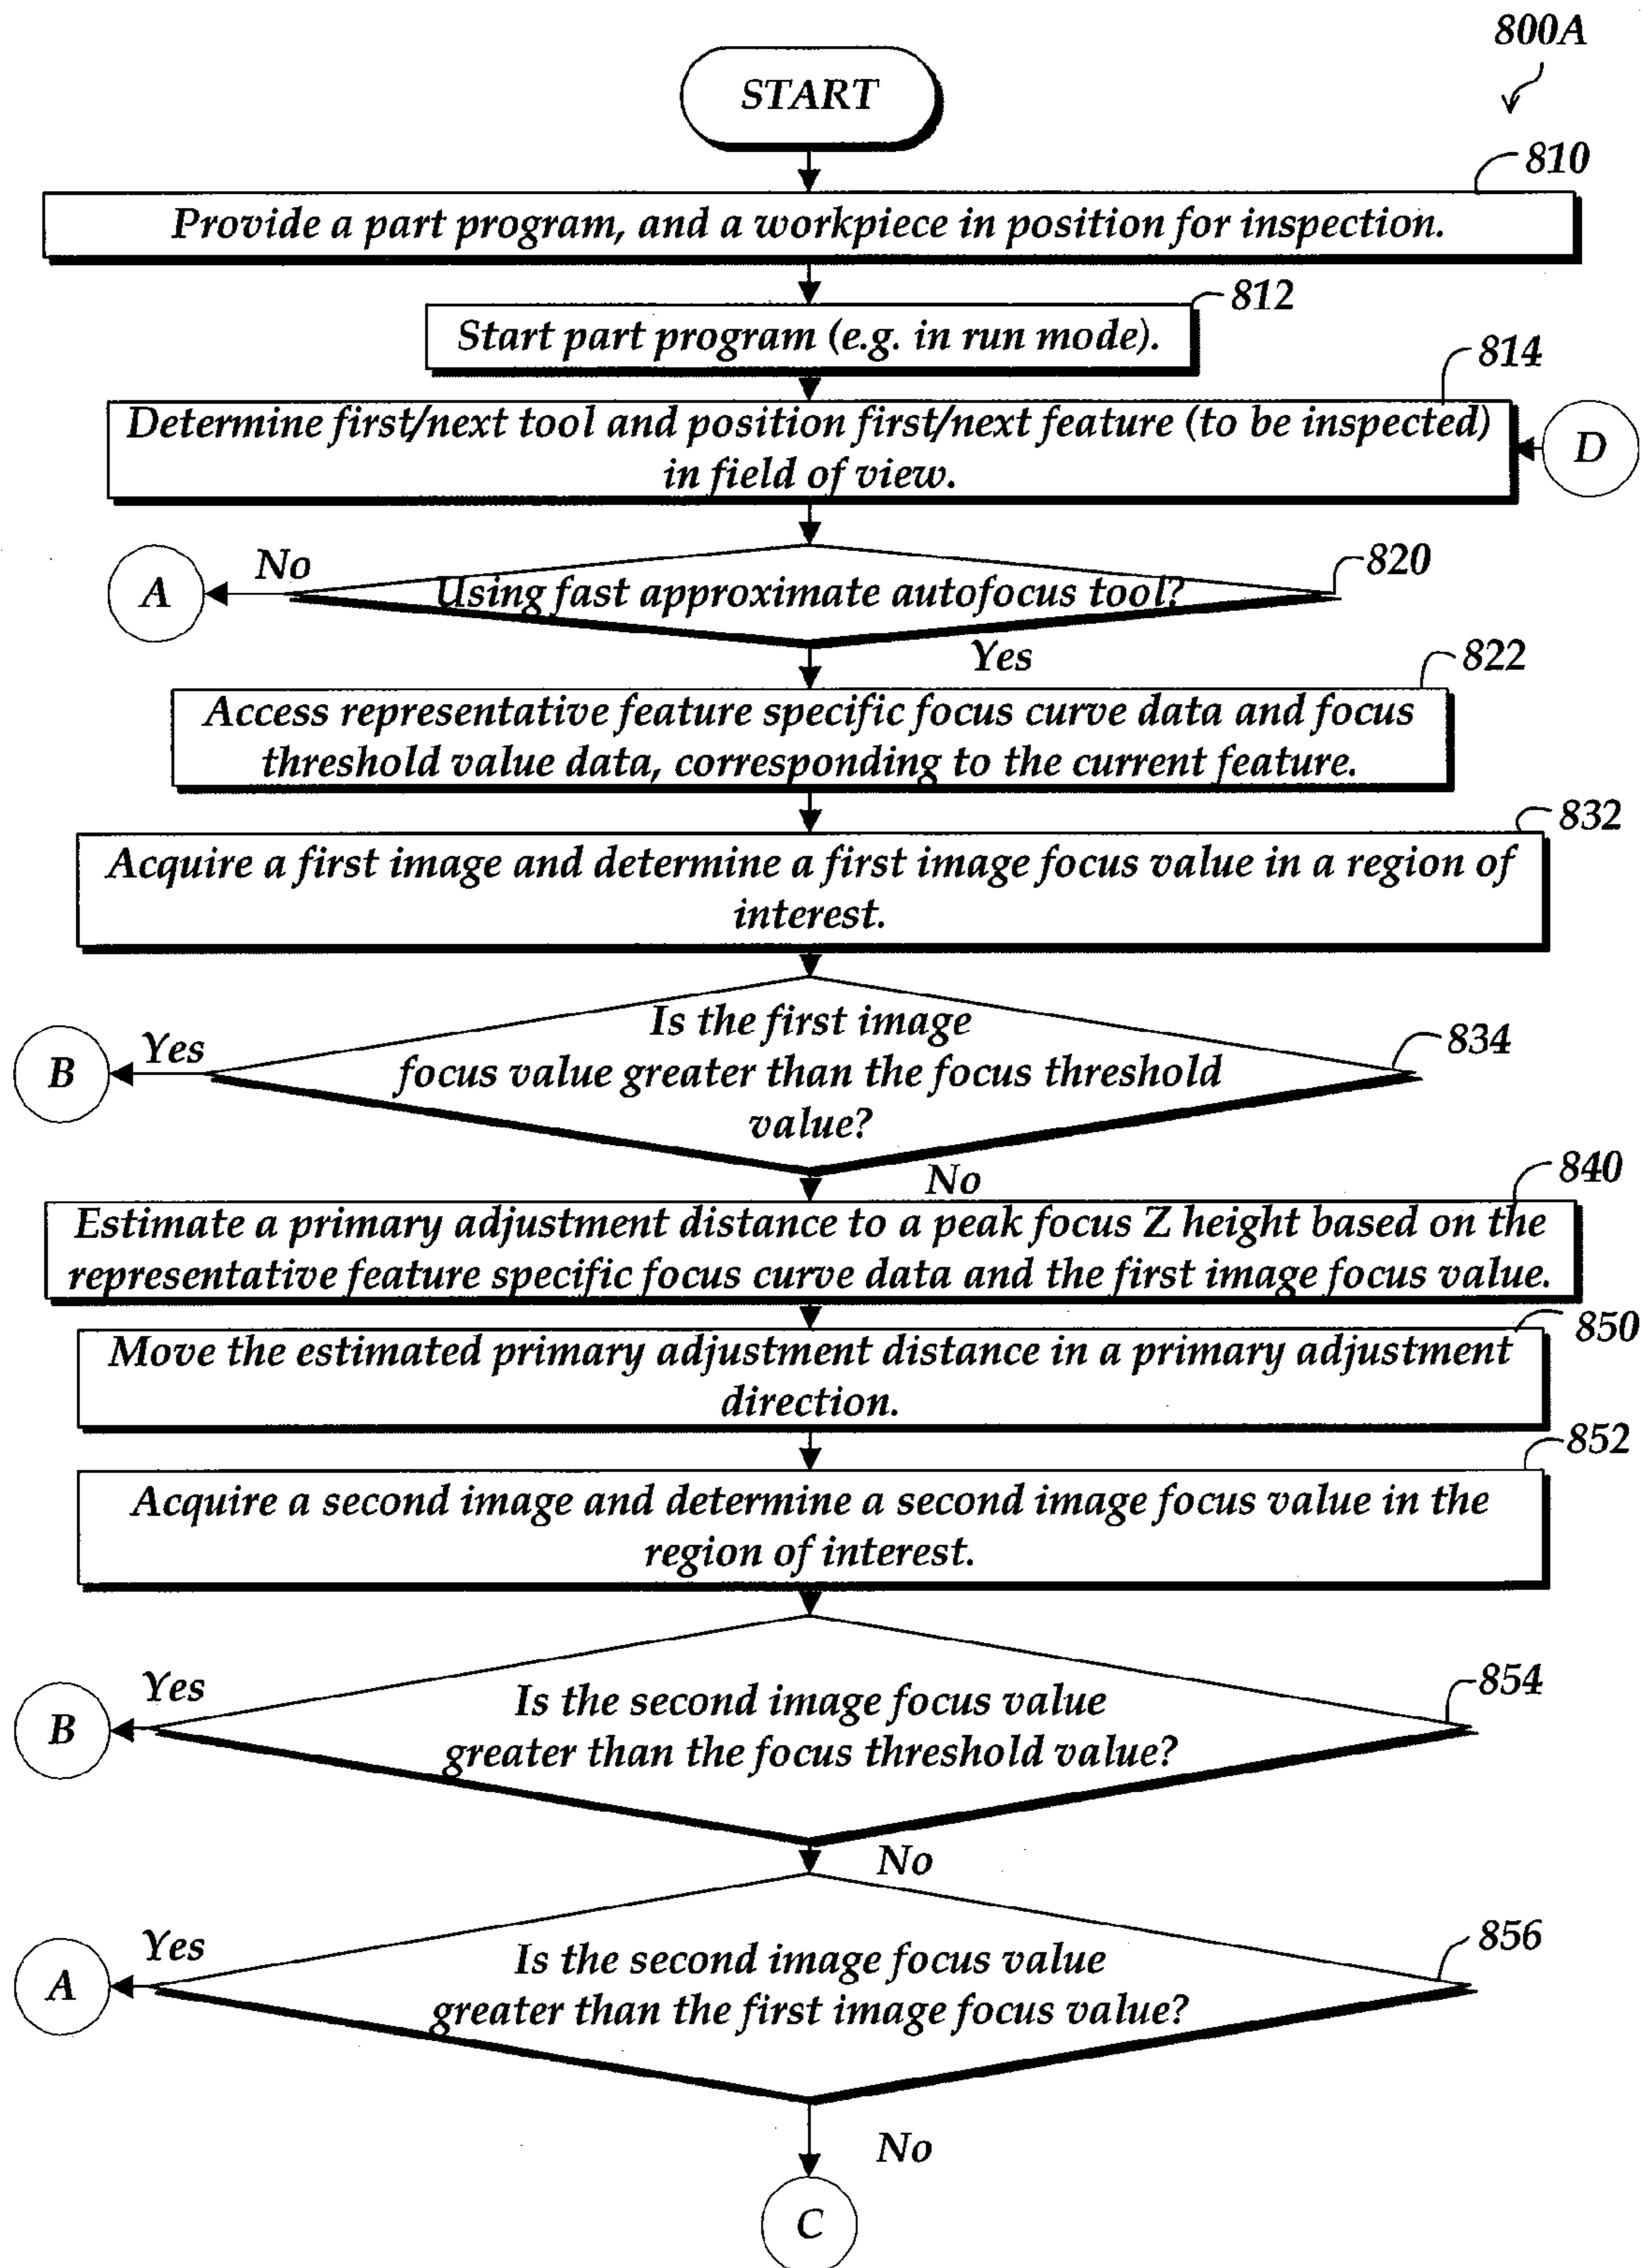 800A
START
810
Provide a part program, and a workpiece in position for inspection.
812
Start part program (e.g. in run mode).
814
Determine first/next tool and position first/next feature (to be inspected)
in field of view.
D
820
A
No
Using fast approximate autofocus tool?
Yes
822
Access representative feature specific focus curve data and focus
threshold value data, corresponding to the current feature.
832
Acquire a first image and determine a first image focus value in a region of
interest.
834
Is the first image
B
Yes
focus value greater than the focus threshold
value?
No
840
Estimate a primary adjustment distance to a peak focus Z height based on the
representative feature specific focus curve data and the first image focus value.
850
Move the estimated primary adjustment distance in a primary adjustment
direction.
852
Acquire a second image and determine a second image focus value in the
region of interest.
854
B
Yes
Is the second image focus value
greater than the focus threshold value?
No
856
A
Yes
Is the second image focus value
greater than the first image focus value?
No
C